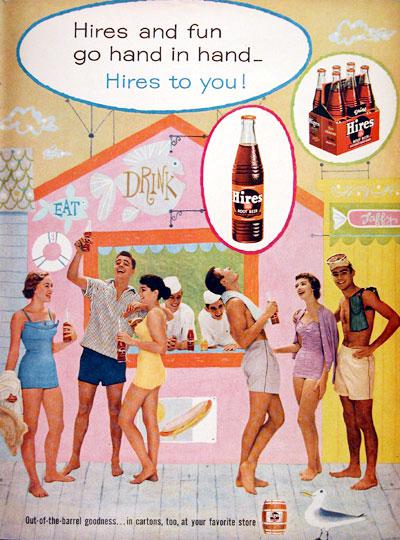 Hires and fun
go hand in hand_
Hires to you!
Hires
Hires
ROOT BEER
EAT
DRINK
Taffy
Out-of-the-barrel goodness...in cartons, too, at your favorite store